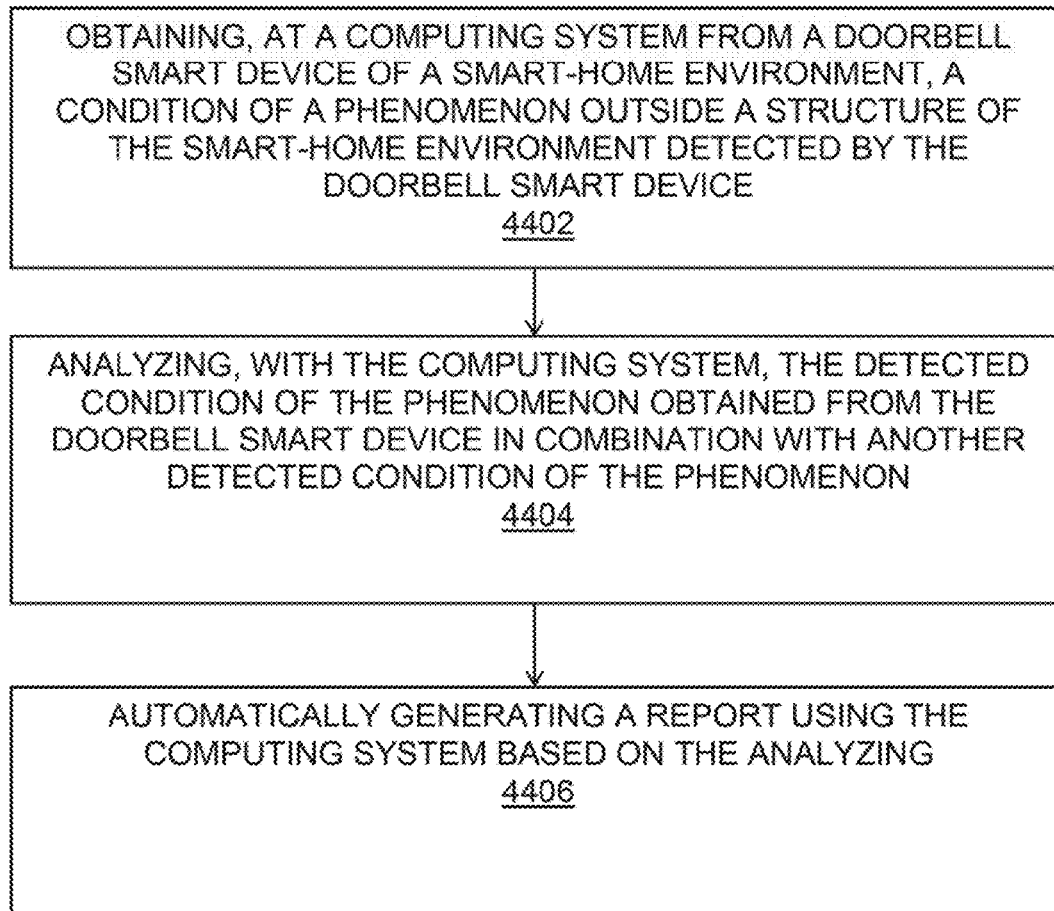 OBTAINING, AT A COMPUTING SYSTEM FROM A DOORBELL
SMART DEVICE OF A SMART-HOME ENVIRONMENT, A
CONDITION OF A PHENOMENON OUTSIDE A STRUCTURE OF
THE SMART-HOME ENVIRONMENT DETECTED BY THE
DOORBELL SMART DEVICE
4402
ANALYZING, WITH THE COMPUTING SYSTEM, THE DETECTED
CONDITION OF THE PHENOMENON OBTAINED FROM THE
DOORBELL SMART DEVICE IN COMBINATION WITH ANOTHER
DETECTED CONDITION OF THE PHENOMENON
4404
AUTOMATICALLY GENERATING A REPORT USING THE
COMPUTING SYSTEM BASED ON THE ANALYZING
4406